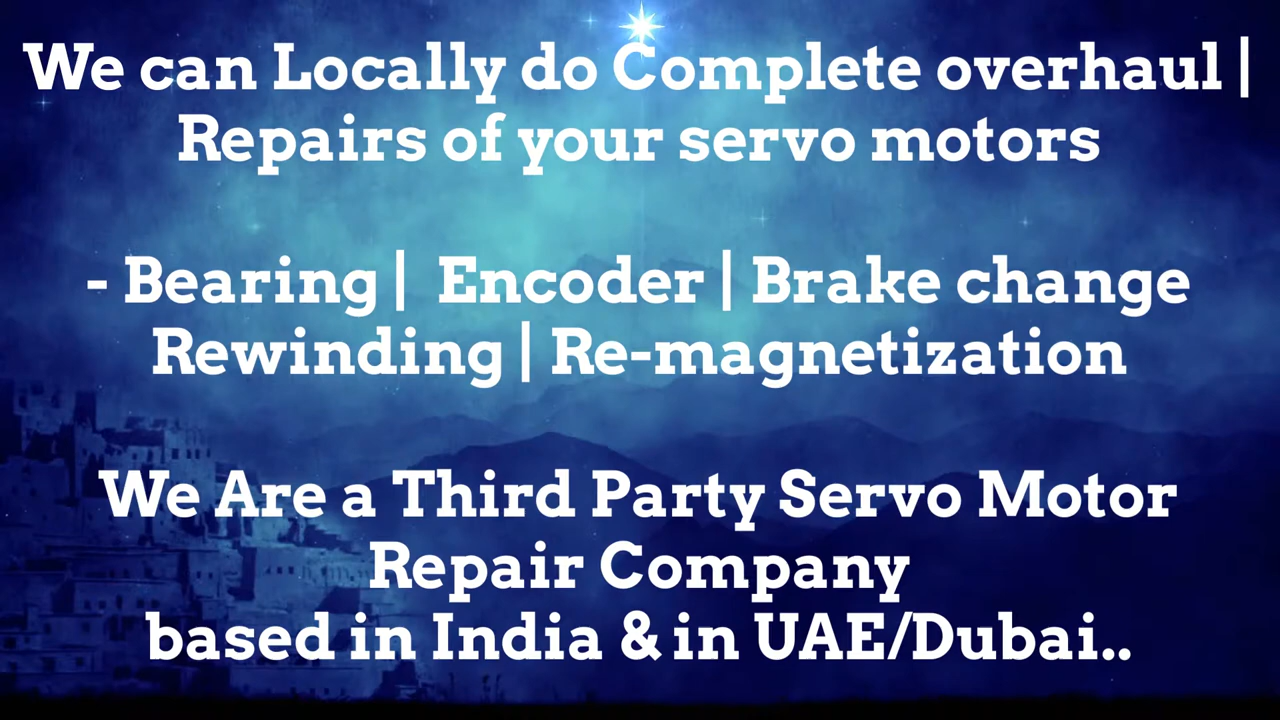 We can Locally do Complete overhaul |
Repairs of your servo motors
- Bearing | Encoder | Brake change
Rewinding | Re-magnetization
We Are a Third Party Servo Motor
Repair Company
based in India & in UAE/Dubai..